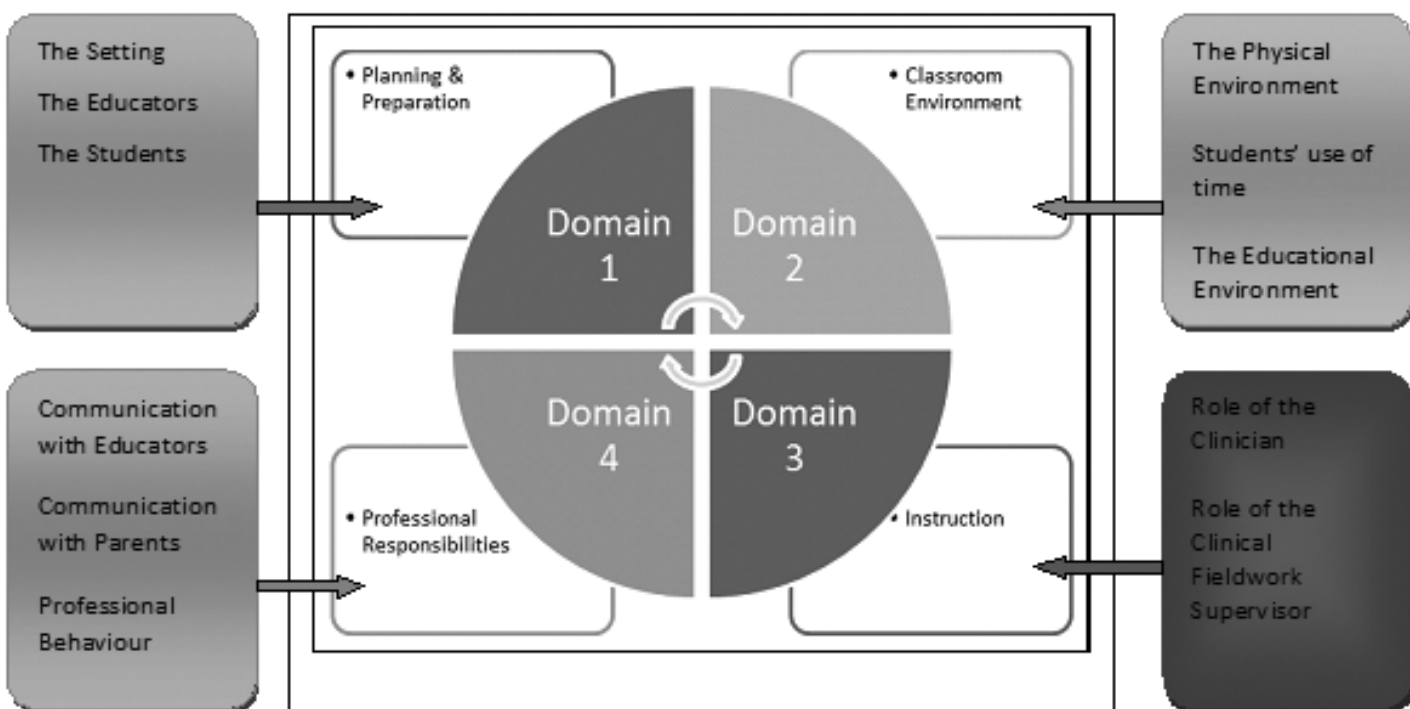 The Setting
The Educators
The Students
• Planning &
Preparation
Domain
1
• Classroom
Environment
Domain
2
The Physical
Environment
Students' use of
time
The Educational
Environment
Communication
with Educators
Communication
with Parents
Professional
Behaviour
• Professional
Responsibilities
Domain
4
Domain
3
• Instruction
Role of the
Clinician
Role of the
Clinical
Fieldwork
Supervisor